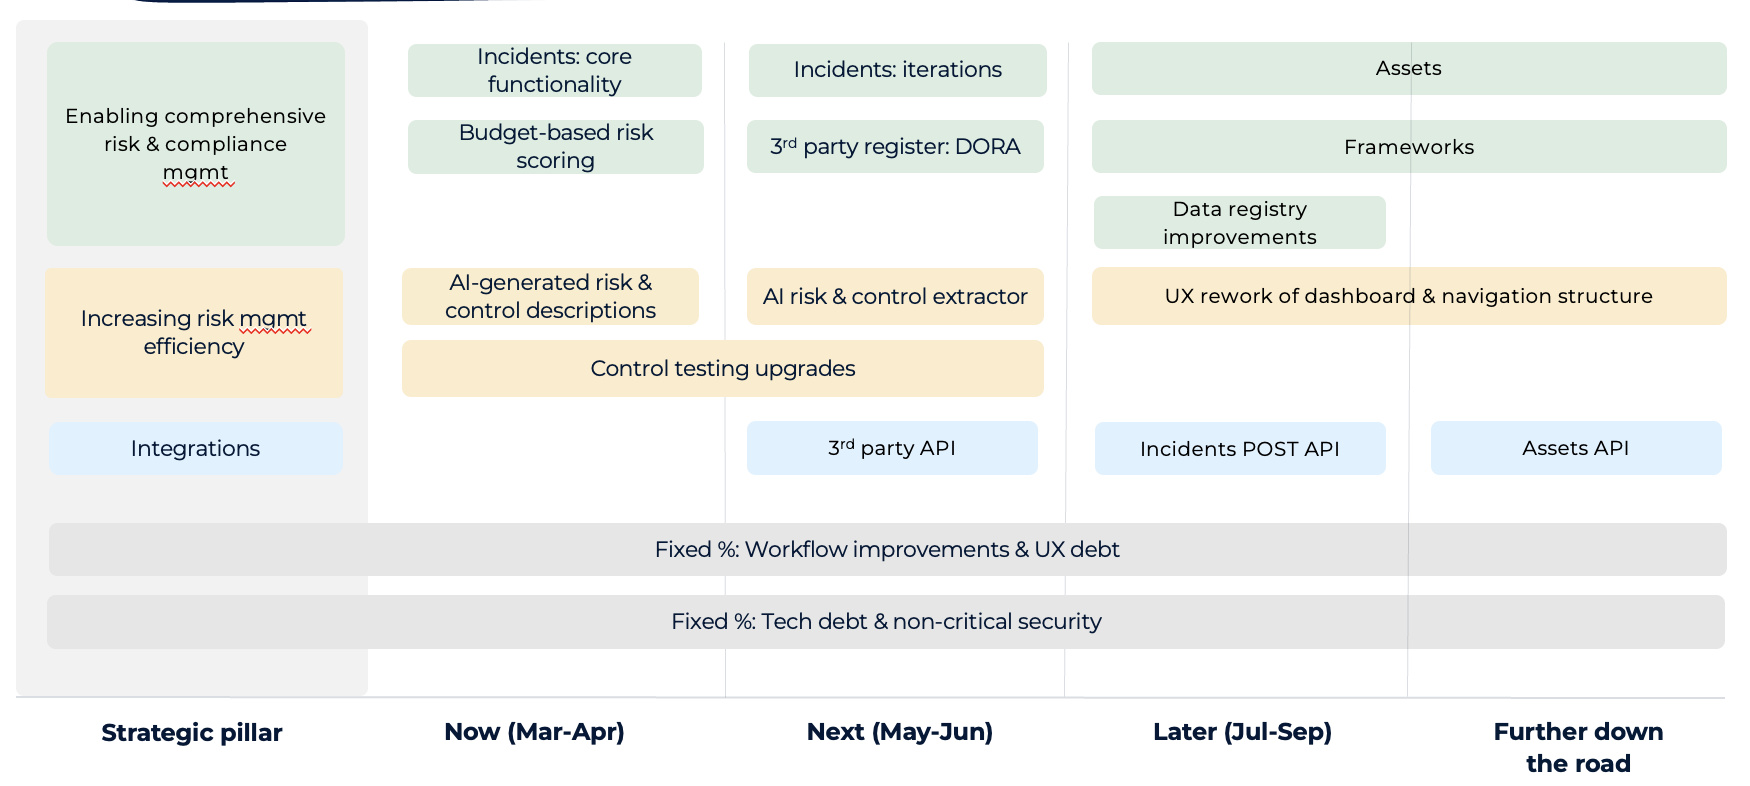 Enabling comprehensive
risk & compliance
mgmt
Incidents: core
functionality
Incidents: iterations
Assets
Budget-based risk
scoring
3rd party register: DORA
Frameworks
Data registry
improvements
Increasing risk mgmt
efficiency
AI-generated risk &
control descriptions
AI risk & control extractor
UX rework of dashboard & navigation structure
Control testing upgrades
Integrations
3rd party API
Incidents POST API
Assets API
Fixed %: Workflow improvements & UX debt
Fixed %: Tech debt & non-critical security
Strategic pillar
Now (Mar-Apr)
Next (May-Jun)
Later (Jul-Sep)
Further down
the road